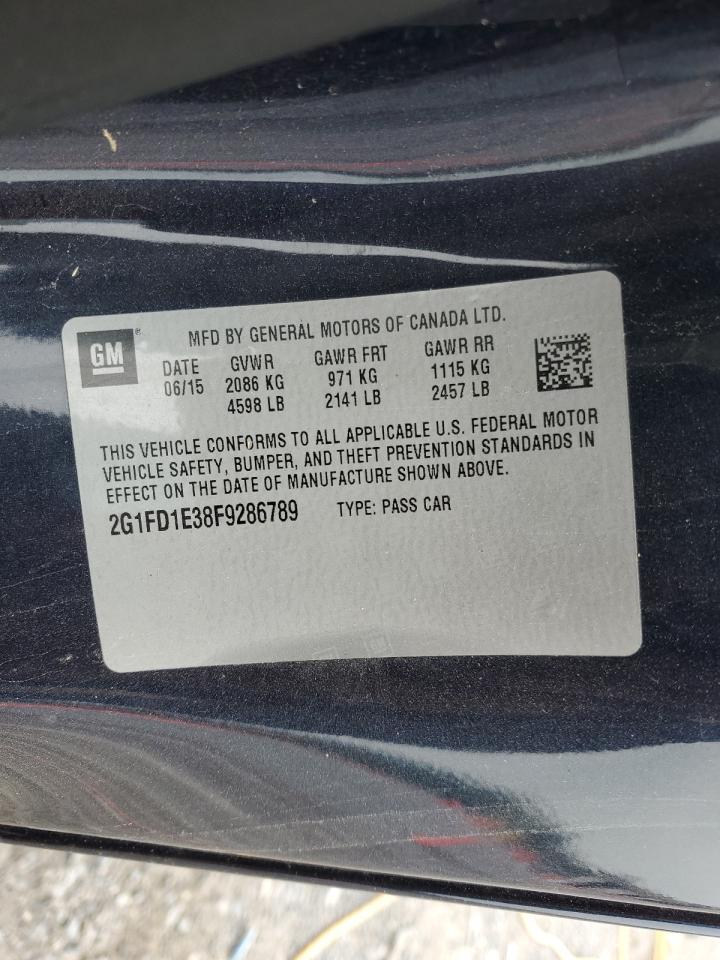 GM
MFD BY GENERAL MOTORS OF CANADA LTD.
DATE GVWR GAWR FRT GAWR RR
06/15 2086 KG 971 KG 1115 KG
4598 LB 2141 LB 2457 LB
THIS VEHICLE CONFORMS TO ALL APPLICABLE U.S. FEDERAL MOTOR
VEHICLE SAFETY, BUMPER, AND THEFT PREVENTION STANDARDS IN
EFFECT ON THE DATE OF MANUFACTURE SHOWN ABOVE.
2G1FD1E38F9286789 TYPE: PASS CAR